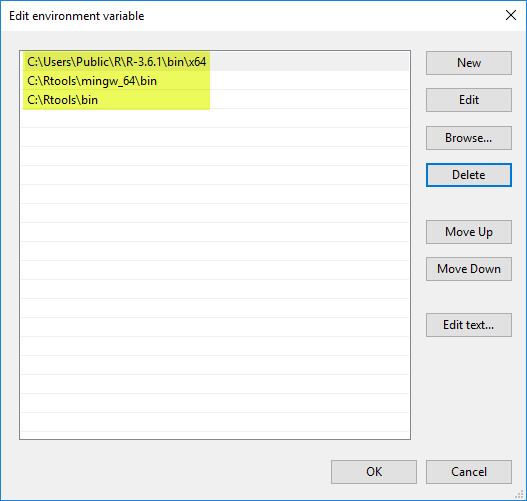 Edit environment variable
C:\Users\Public\R\R-3.6.1\bin\x64
C:\Rtools\mingw_64\bin
C:\Rtools\bin
New
Edit
Browse...
Delete
Move Up
Move Down
Edit text...
OK
Cancel